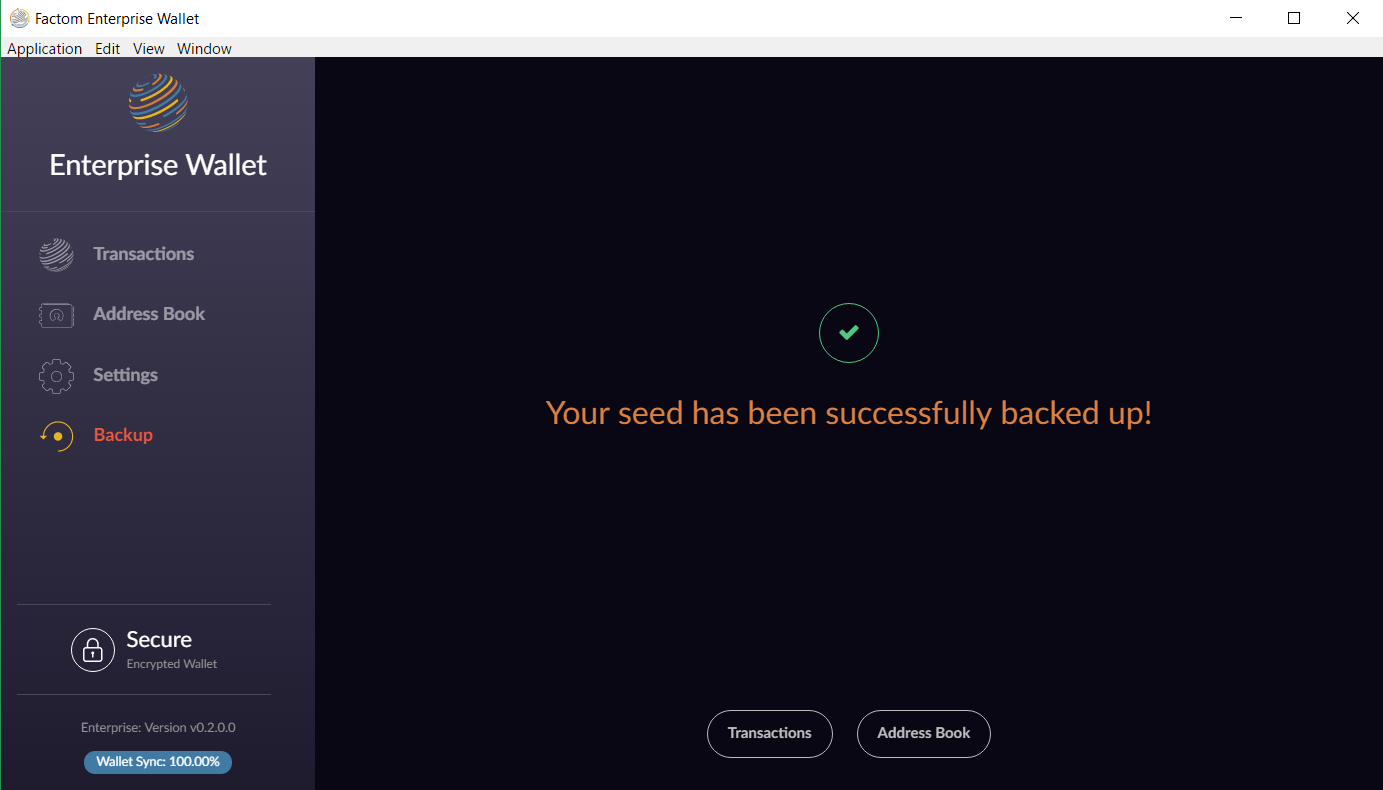 Factom Enterprise Wallet
Application Edit View Window
Enterprise Wallet
Transactions
Address Book
Settings
Backup
Secure
Encrypted Wallet
Enterprise: Version v0.2.0.0
Wallet Sync: 100.00%
Your seed has been successfully backed up!
Transactions
Address Book